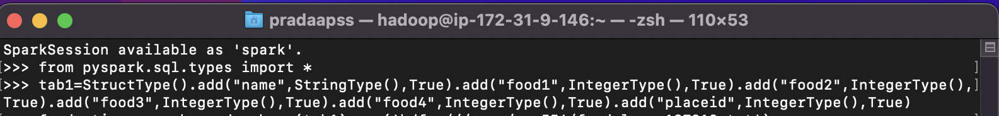 pradaapss — hadoop@ip-172-31-9-146:~ — -zsh — 110×53
SparkSession available as 'spark'.
[>>> from pyspark.sql.types import * ]
[>>> tab1=StructType().add("name",StringType(),True).add("food1",IntegerType(),True).add("food2",IntegerType(),]
True).add("food3",IntegerType(),True).add("food4",IntegerType(),True).add("placeid",IntegerType(),True)